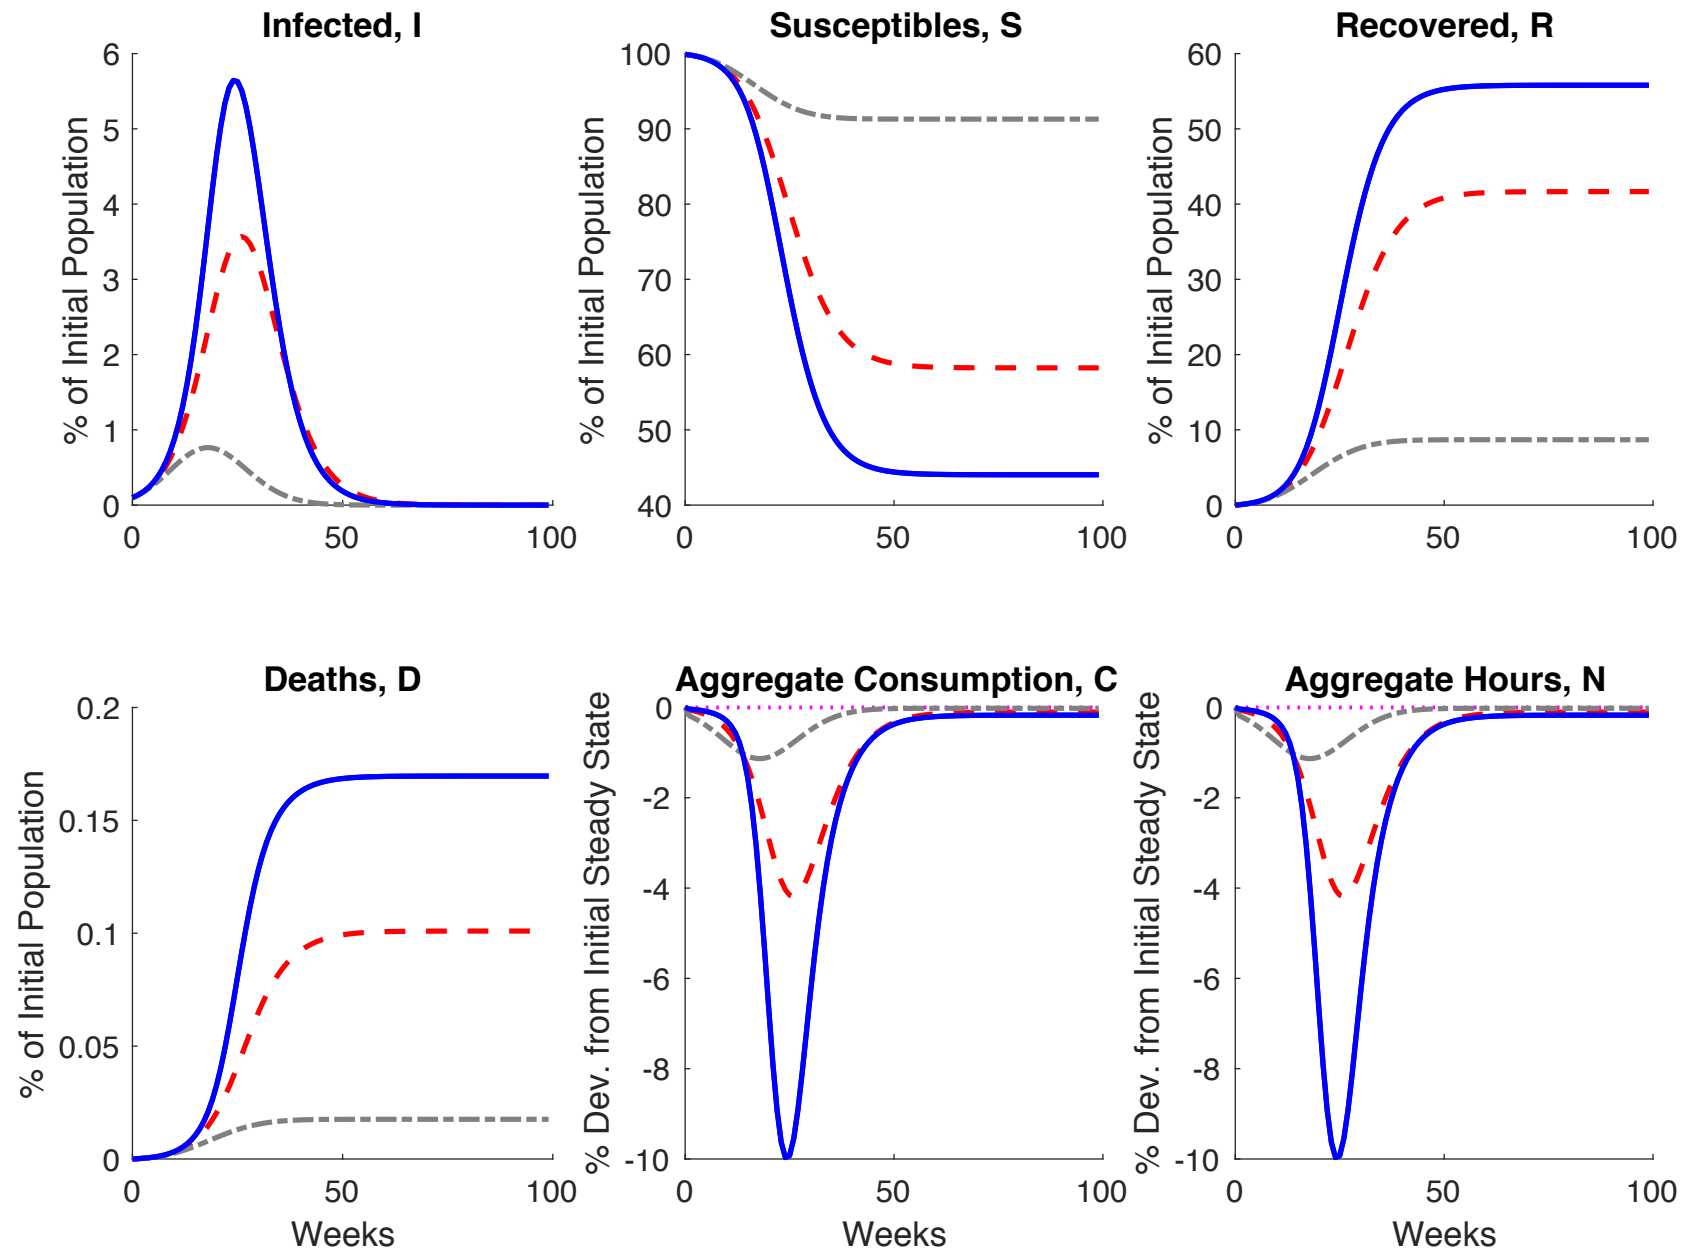 Infected, I
% of Initial Population
6
5
4
3
2
1
0
0 50 100
Susceptibles, S
% of Initial Population
100
90
80
70
60
50
40
0 50 100
Recovered, R
% of Initial Population
60
50
40
30
20
10
0
0 50 100
Deaths, D
% of Initial Population
0.2
0.15
0.1
0.05
0
0 50 100
Weeks
Aggregate Consumption, C
% Dev. from Initial Steady State
0
-2
-4
-6
-8
-10
0 50 100
Weeks
Aggregate Hours, N
% Dev. from Initial Steady State
0
-2
-4
-6
-8
-10
0 50 100
Weeks